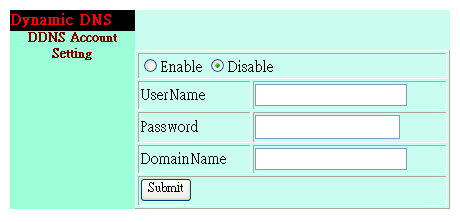 Dynamic DNS
DDNS Account
Setting
Enable Disable
UserName
Password
DomainName
Submit